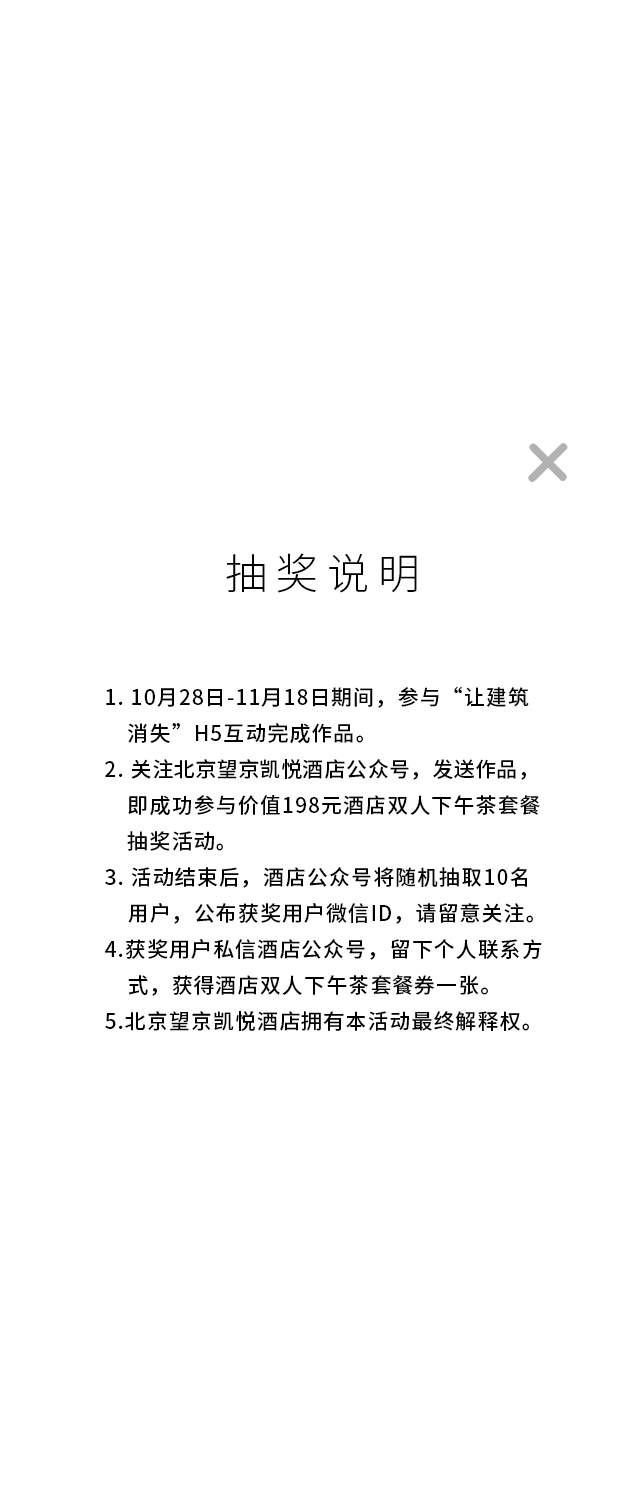 抽奖说明
1. 10月28日-11月18日期间，参与“让建筑
消失”H5互动完成作品。
2. 关注北京望京凯悦酒店公众号，发送作品，
即成功参与价值198元酒店双人下午茶套餐
抽奖活动。
3. 活动结束后，酒店公众号将随机抽取10名
用户，公布获奖用户微信ID，请留意关注。
4.获奖用户私信酒店公众号，留下个人联系方
式，获得酒店双人下午茶套餐券一张。
5.北京望京凯悦酒店拥有本活动最终解释权。